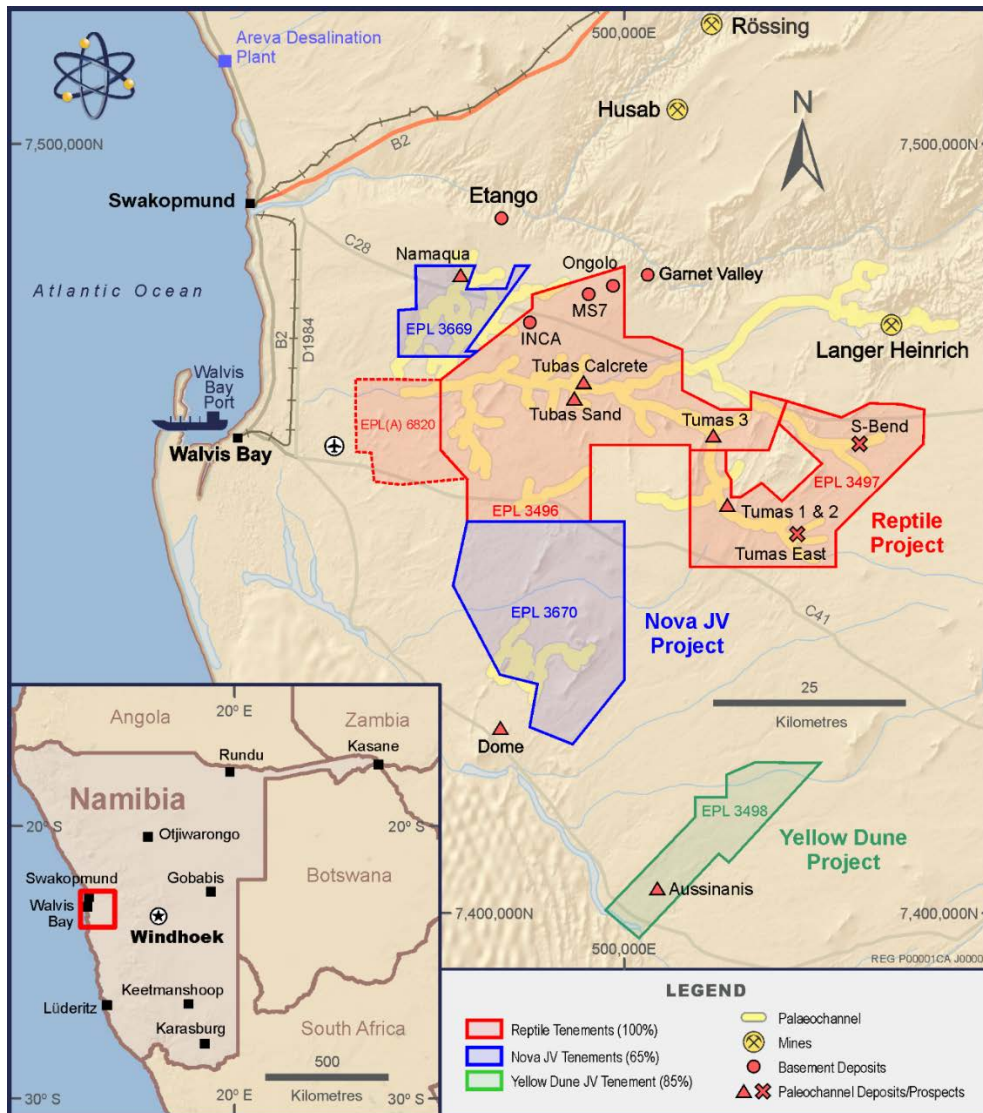 Areva Desalination
Plant
500,000E
Rössing
Husab
N
7,500,000N
7,500,000N
B2
Swakopmund
Etango
C28
Namaqua
Ongolo
Garnet Valley
Atlantic Ocean
MS7
EPL 3669
INCA
Langer Heinrich
B2
D1984
Tubas Calcrete
Walvis
Bay
Port
EPL(A) 6820
Tubas Sand
Tumas 3
S-Bend
Walvis Bay
EPL 3497
EPL 3496
Tumas 1 & 2
Reptile
Project
Tumas East
EPL 3670
Nova JV
Project
C41
25
Kilometres
Dome
EPL 3498
Yellow Dune
Project
Aussinanis
7,400,000N
7,400,000N
500,000E
REG P00001CA J0000
20° E
Angola
Zambia
Rundu
Kasane
Namibia
20° S
20° S
Otjiwarongo
Swakopmund
Gobabis
Botswana
Walvis
Bay
Windhoek
Keetmanshoop
Lüderitz
Karasburg
South Africa
500
Kilometres
30° S
20° E
30° S
LEGEND
Reptile Tenements (100%)
Nova JV Tenements (65%)
Yellow Dune JV Tenement (85%)
Palaeochannel
Mines
Basement Deposits
Paleochannel Deposits/Prospects